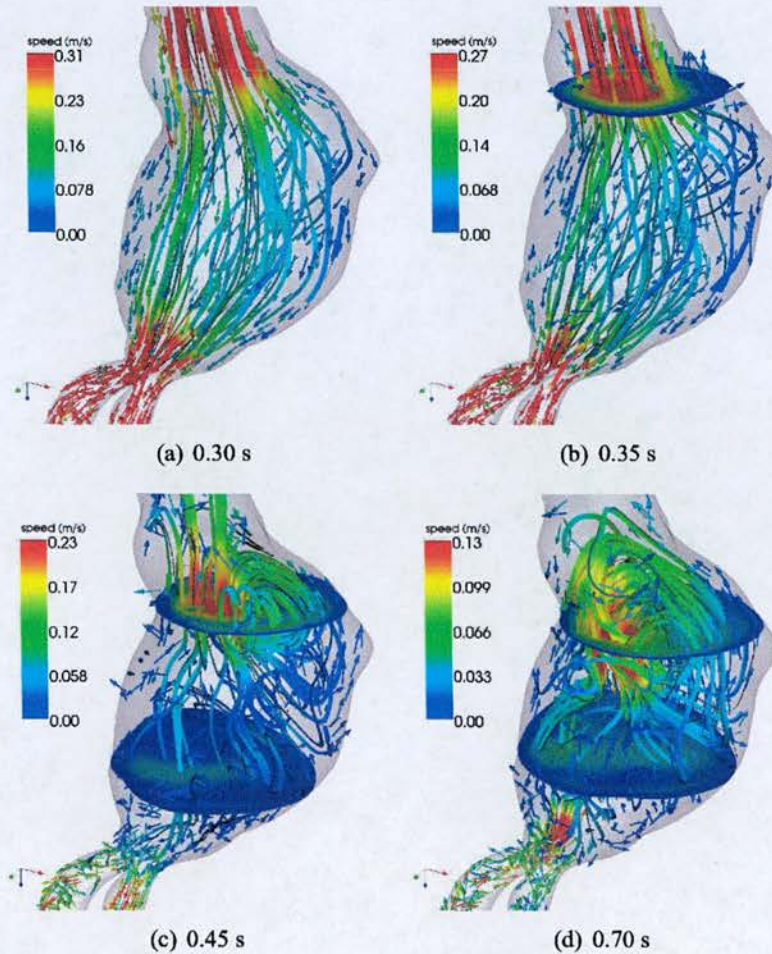 speed (m/s)
0.31
0.23
0.16
0.078
0.00
(a) 0.30 s
speed (m/s)
0.27
0.20
0.14
0.068
0.00
(b) 0.35 s
speed (m/s)
0.23
0.17
0.12
0.058
0.00
(c) 0.45 s
speed (m/s)
0.13
0.099
0.066
0.033
0.00
(d) 0.70 s